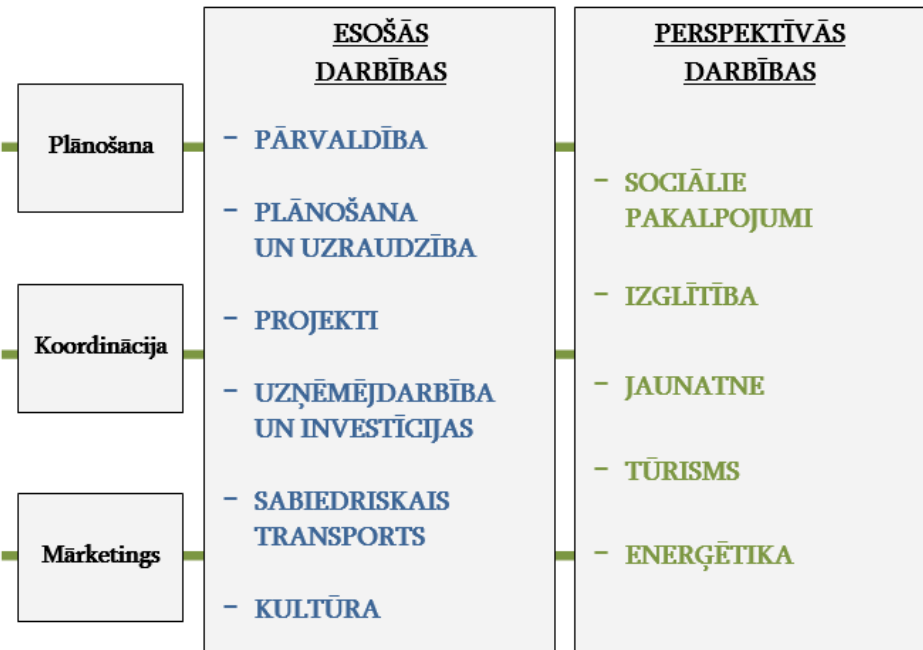 Plānošana
Koordinācija
Mārketings
ESOŠĀS
DARBĪBAS
- PĀRVALDĪBA
- PLĀNOŠANA
UN UZRAUDZĪBA
- PROJEKTI
- UZŅĒMĒJDARBĪBA
UN INVESTĪCIJAS
- SABIEDRISKAIS
TRANSPORTS
- KULTŪRA
PERSPEKTĪVĀS
DARBĪBAS
- SOCIĀLIE
PAKALPOJUMI
- IZGLĪTĪBA
- JAUNATNE
- TŪRISMS
- ENERĢĒTIKA